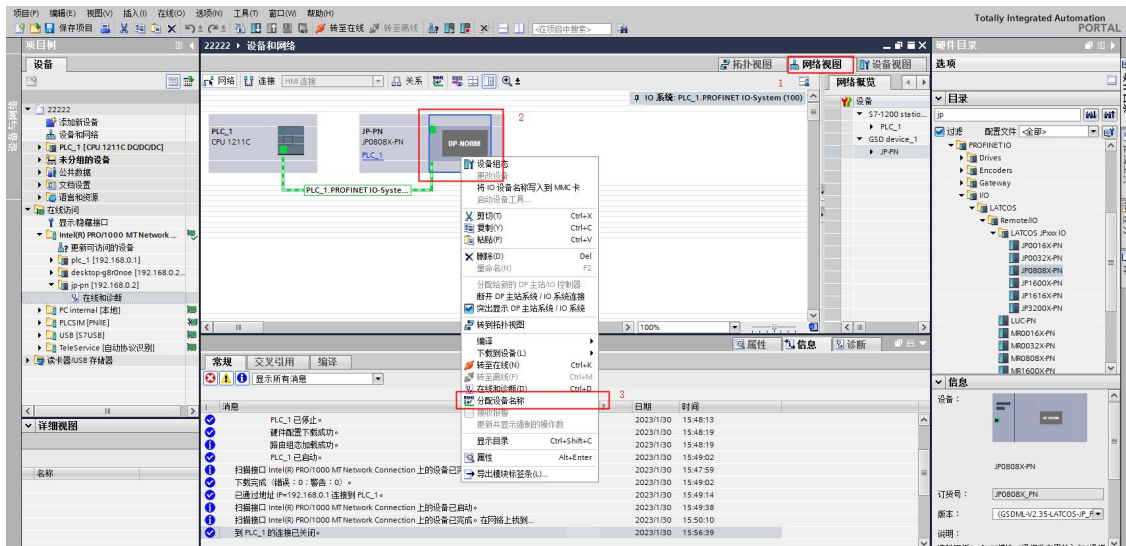 项目(P) 编辑(E) 视图(V) 插入(I) 在线(O) 选项(N) 工具(T) 窗口(W) 帮助(H)
Totally Integrated Automation
PORTAL
保存项目 转至在线 转至离线 <在项目中搜索>
项目树
22222 › 设备和网络
硬件目录
设备
拓扑视图 网络视图 设备视图
选项
网络 连接 HMI 连接 关系
1
网络概览
IO 系统: PLC_1.PROFINET IO-System (100)
设备
目录
22222
添加新设备
设备和网络
PLC_1 [CPU 1211C DC/DC/DC]
未分组的设备
公共数据
文档设置
语言和资源
在线访问
显示/隐藏接口
Intel(R) PRO/1000 MT Network ...
更新可访问的设备
plc_1 [192.168.0.1]
desktop-g8r0noe [192.168.0.2...
jp-pn [192.168.0.2]
在线和诊断
PC internal [本地]
PLCSIM [PN/IE]
USB [S7USB]
TeleService [自动协议识别]
读卡器/USB 存储器
设备与网络
PLC_1
CPU 1211C
JP-PN
JP0808X-PN
PLC_1
DP-NORM
2
PLC_1.PROFINET IO-Syste...
设备组态
更改设备
将 IO 设备名称写入到 MMC 卡
启动设备工具...
剪切(T) Ctrl+X
复制(Y) Ctrl+C
粘贴(P) Ctrl+V
删除(D) Del
重命名(N) F2
分配给新的 DP 主站/IO 控制器
断开 DP 主站系统 / IO 系统连接
突出显示 DP 主站系统 / IO 系统
转到拓扑视图
编译
下载到设备(L)
转至在线(N) Ctrl+K
转至离线(F) Ctrl+M
在线和诊断(D) Ctrl+D
分配设备名称
3
接收报警
更新并显示强制的操作数
显示目录 Ctrl+Shift+C
属性 Alt+Enter
导出模块标签条(L)...
S7-1200 statio...
PLC_1
GSD device_1
JP-PN
jp
过滤 配置文件 <全部>
PROFINET IO
Drives
Encoders
Gateway
I/O
LATCOS
Remote I/O
LATCOS JPxxx IO
JP0016X-PN
JP0032X-PN
JP0808X-PN
JP1600X-PN
JP1616X-PN
JP3200X-PN
LUC-PN
MR0016X-PN
MR0032X-PN
MR0808X-PN
MR1600X-PN
100%
属性 信息 诊断
常规 交叉引用 编译
显示所有消息
! 消息 日期 时间
PLC_1 已停止。 2023/1/30 15:48:13
硬件配置下载成功。 2023/1/30 15:48:19
路由组态加载成功。 2023/1/30 15:48:19
PLC_1 已启动。 2023/1/30 15:49:02
扫描接口 Intel(R) PRO/1000 MT Network Connection 上的设备已完 2023/1/30 15:47:59
下载完成（错误：0；警告：0）。 2023/1/30 15:49:02
已通过地址 IP=192.168.0.1 连接到 PLC_1。 2023/1/30 15:49:14
扫描接口 Intel(R) PRO/1000 MT Network Connection 上的设备已启动。 2023/1/30 15:49:38
扫描接口 Intel(R) PRO/1000 MT Network Connection 上的设备已完成。在网络上找到... 2023/1/30 15:50:10
到 PLC_1 的连接已关闭。 2023/1/30 15:56:39
详细视图
名称
信息
设备：
DP-NORM
JP0808X-PN
订货号： JP0808X_PN
版本： (GSDML-V2.35-LATCOS-JP_F
说明：